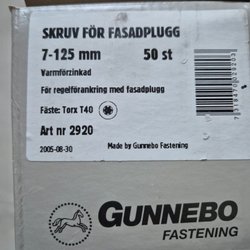 SKRUV FÖR FASADPLUGG
7-125 mm 50 st
Varmförzinkad
För regelförankring med fasadplugg
Fäste: Torx T40
Art nr 2920
2005-08-30 Made by Gunnebo Fastening
GUNNEBO
FASTENING